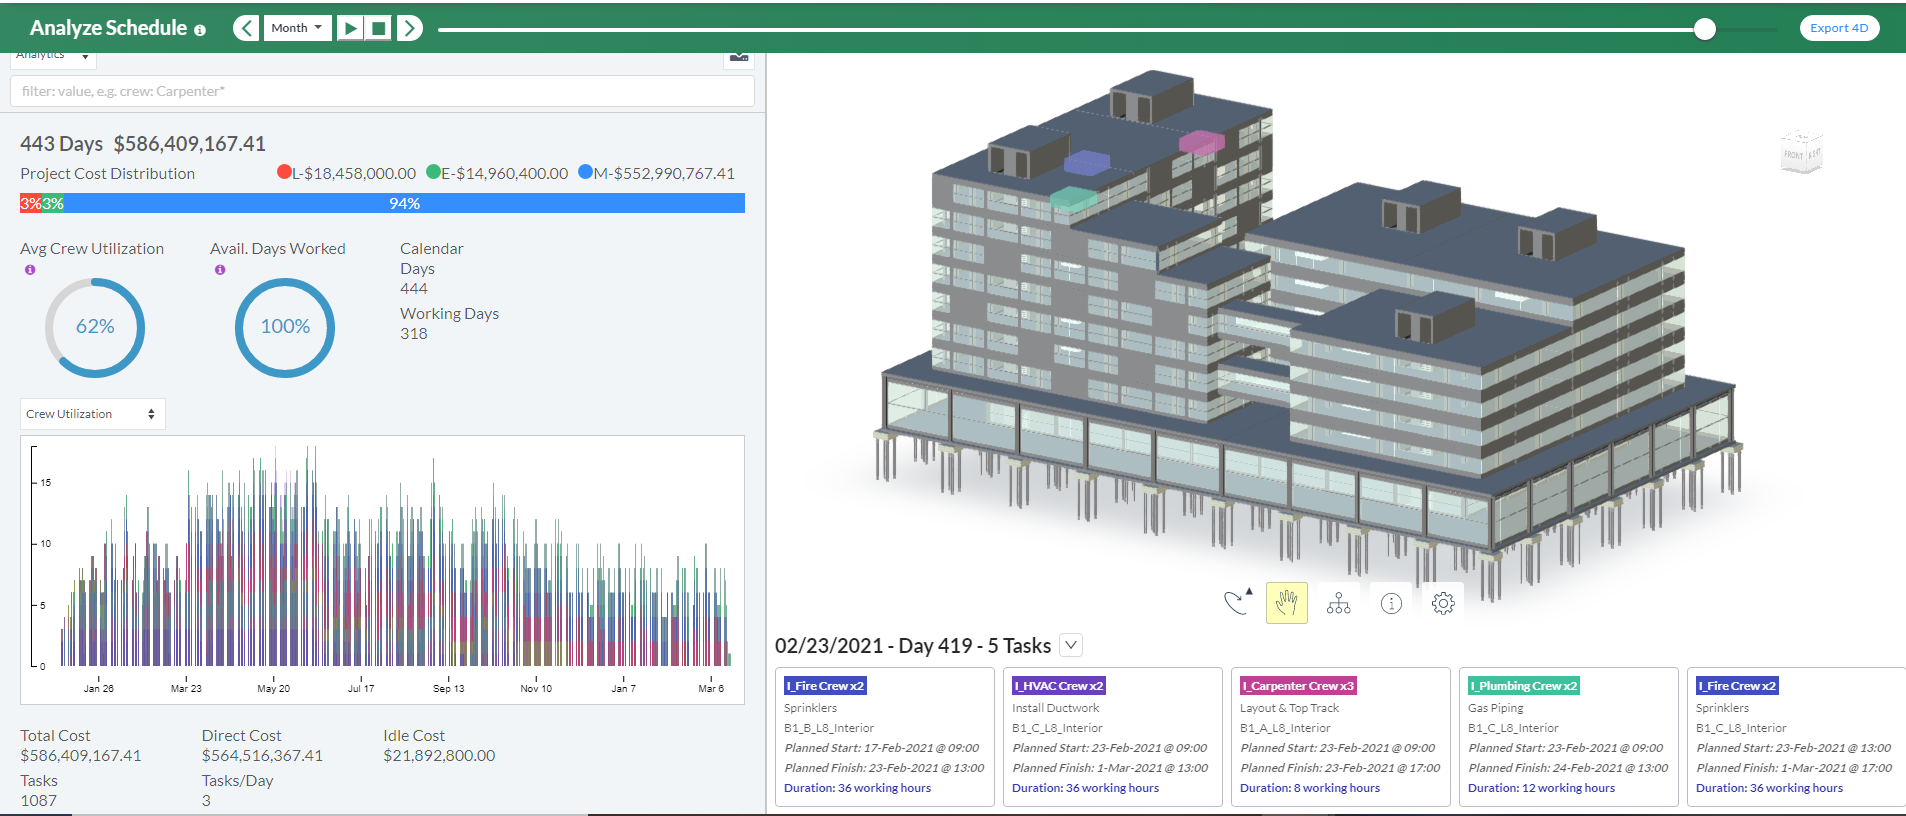 Analyze Schedule
Month
Export 4D
Analytics
filter: value, e.g. crew: Carpenter*
443 Days $586,409,167.41
Project Cost Distribution
L-$18,458,000.00 E-$14,960,400.00 M-$552,990,767.41
3% 3% 94%
Avg Crew Utilization
62%
Avail. Days Worked
100%
Calendar
Days
444
Working Days
318
Crew Utilization
15
10
5
0
Jan 26 Mar 23 May 20 Jul 17 Sep 13 Nov 10 Jan 7 Mar 6
Total Cost
$586,409,167.41
Direct Cost
$564,516,367.41
Idle Cost
$21,892,800.00
Tasks
1087
Tasks/Day
3
FRONT
02/23/2021 - Day 419 - 5 Tasks
I_Fire Crew x2
Sprinklers
B1_B_L8_Interior
Planned Start: 17-Feb-2021 @ 09:00
Planned Finish: 23-Feb-2021 @ 13:00
Duration: 36 working hours
I_HVAC Crew x2
Install Ductwork
B1_C_L8_Interior
Planned Start: 23-Feb-2021 @ 09:00
Planned Finish: 1-Mar-2021 @ 13:00
Duration: 36 working hours
I_Carpenter Crew x3
Layout & Top Track
B1_A_L8_Interior
Planned Start: 23-Feb-2021 @ 09:00
Planned Finish: 23-Feb-2021 @ 17:00
Duration: 8 working hours
I_Plumbing Crew x2
Gas Piping
B1_C_L8_Interior
Planned Start: 23-Feb-2021 @ 09:00
Planned Finish: 24-Feb-2021 @ 13:00
Duration: 12 working hours
I_Fire Crew x2
Sprinklers
B1_C_L8_Interior
Planned Start: 23-Feb-2021 @ 13:00
Planned Finish: 1-Mar-2021 @ 17:00
Duration: 36 working hours